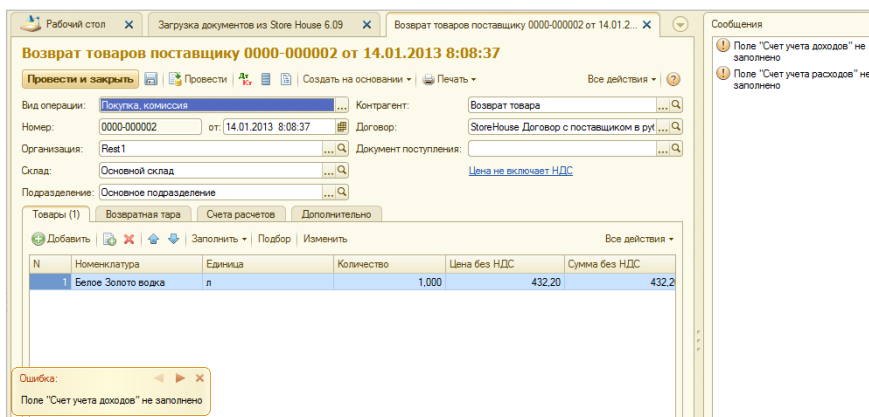 Рабочий стол
Загрузка документов из Store House 6.09
Возврат товаров поставщику 0000-000002 от 14.01.2...
Сообщения
Возврат товаров поставщику 0000-000002 от 14.01.2013 8:08:37
Провести и закрыть Провести Дт Кт Создать на основании Печать Все действия
Вид операции: Покупка, комиссия Контрагент: Возврат товара
Номер: 0000-000002 от: 14.01.2013 8:08:37 Договор: StoreHouse Договор с поставщиком в руб
Организация: Rest1 Документ поступления:
Склад: Основной склад Цена не включает НДС
Подразделение: Основное подразделение
Товары (1) Возвратная тара Счета расчетов Дополнительно
Добавить Заполнить Подбор Изменить Все действия
N Номенклатура Единица Количество Цена без НДС Сумма без НДС
1 Белое Золото водка л 1,000 432,20 432,2
Ошибка:
Поле "Счет учета доходов" не заполнено
Поле "Счет учета доходов" не
заполнено
Поле "Счет учета расходов" не
заполнено